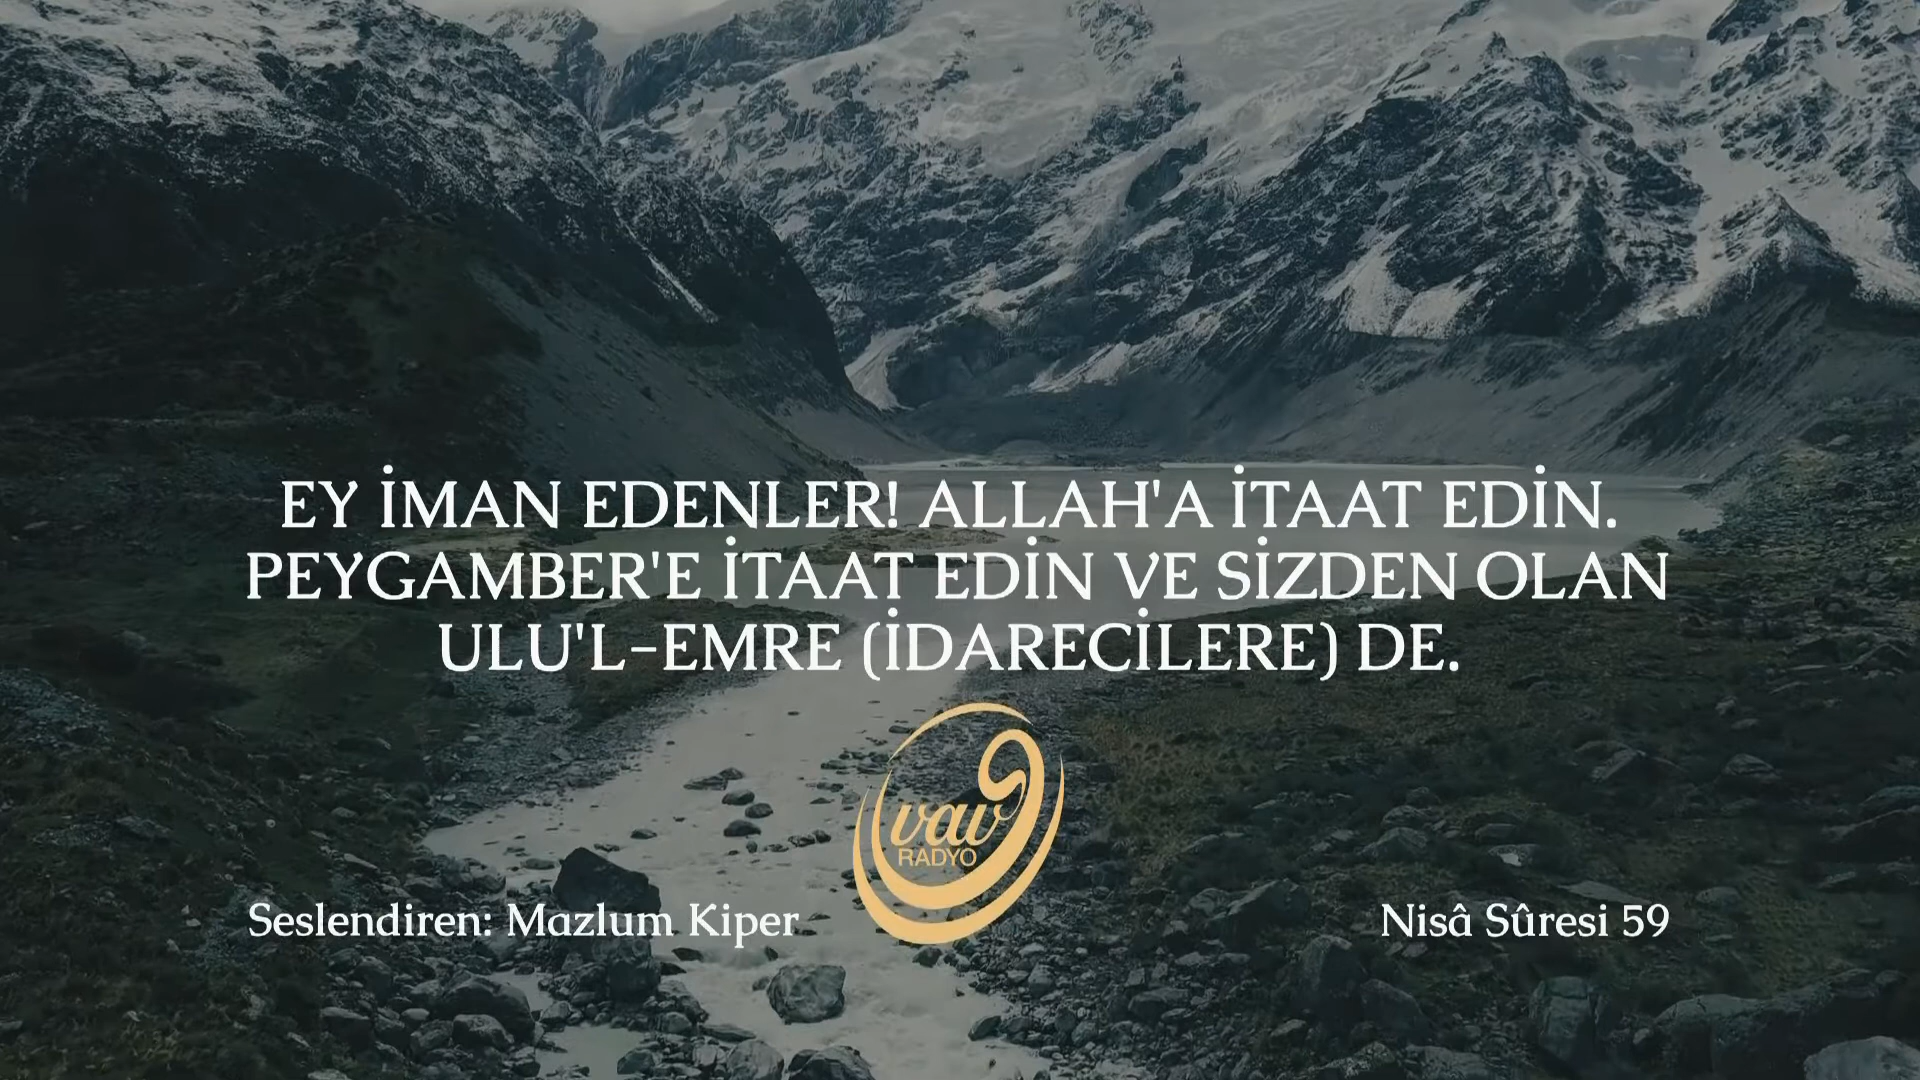 EY İMAN EDENLER! ALLAH'A İTAAT EDİN.
PEYGAMBER'E İTAAT EDİN VE SİZDEN OLAN
ULU'L-EMRE (İDARECİLERE) DE.
vav
RADYO
Seslendiren: Mazlum Kiper
Nisâ Sûresi 59